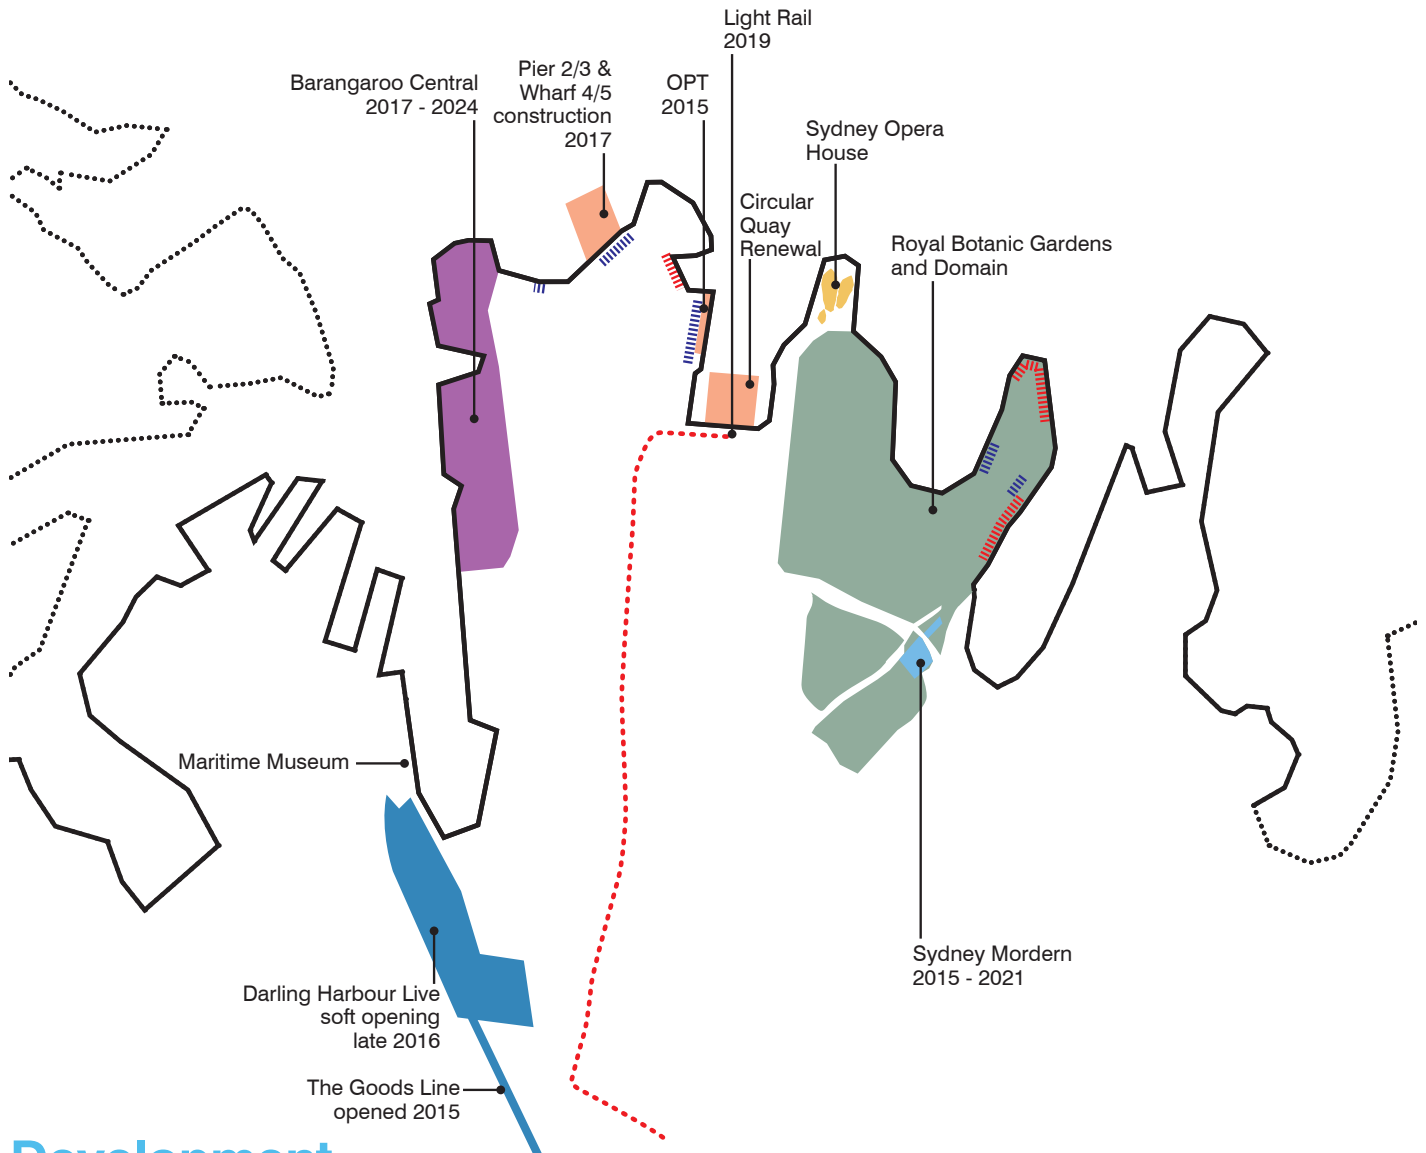 Light Rail
2019
Pier 2/3 &
Wharf 4/5
construction
2017
Barangaroo Central
2017 - 2024
OPT
2015
Sydney Opera
House
Circular
Quay
Renewal
Royal Botanic Gardens
and Domain
Maritime Museum
Sydney Mordern
2015 - 2021
Darling Harbour Live
soft opening
late 2016
The Goods Line
opened 2015
Development